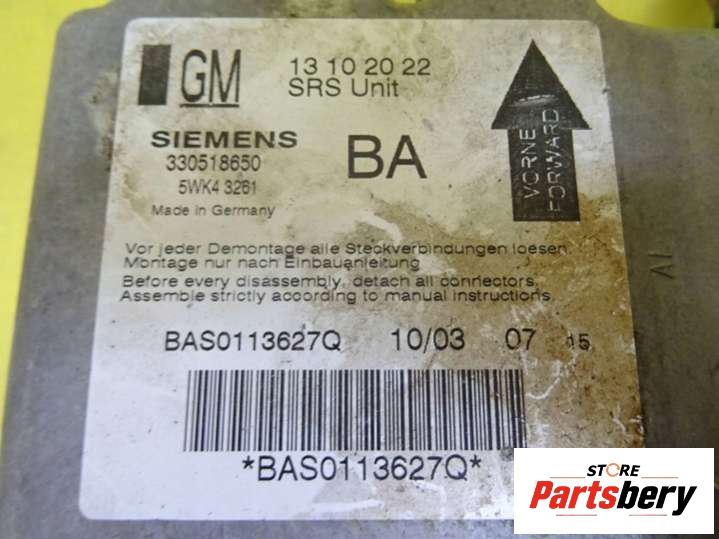 GM
13 10 20 22
SRS Unit
SIEMENS
330518650
5WK4 3261
Made in Germany
BA
VORNE
FORWARD
Vor jeder Demontage alle Steckverbindungen loesen.
Montage nur nach Einbauanleitung
Before every disassembly, detach all connectors.
Assemble strictly according to manual instructions
BAS0113627Q 10/03 07 15
*BAS0113627Q*
STORE
Partsbery